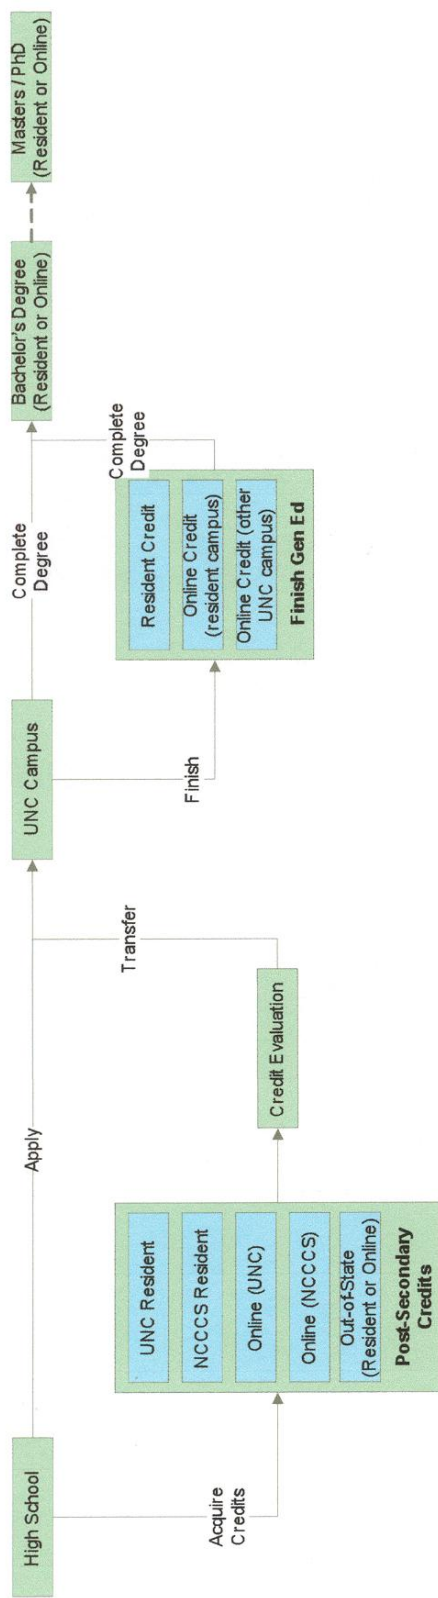 High School
Apply
UNC Campus
Complete
Degree
Bachelor's Degree
(Resident or Online)
Masters / PhD
(Resident or Online)
Acquire
Credits
UNC Resident
NCCCS Resident
Online (UNC)
Online (NCCCS)
Out-of-State
(Resident or Online)
Post-Secondary
Credits
Credit Evaluation
Transfer
Finish
Resident Credit
Online Credit
(resident campus)
Online Credit (other
UNC campus)
Finish Gen Ed
Complete
Degree